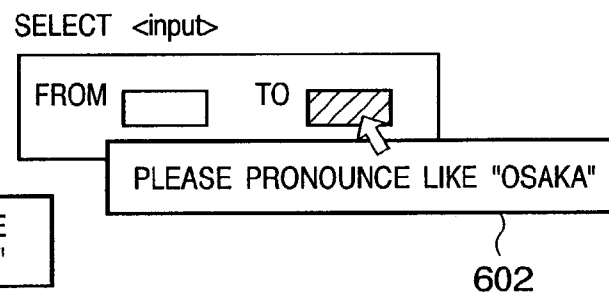 SELECT <input>
FROM TO
PLEASE PRONOUNCE LIKE "OSAKA"
E
"
602